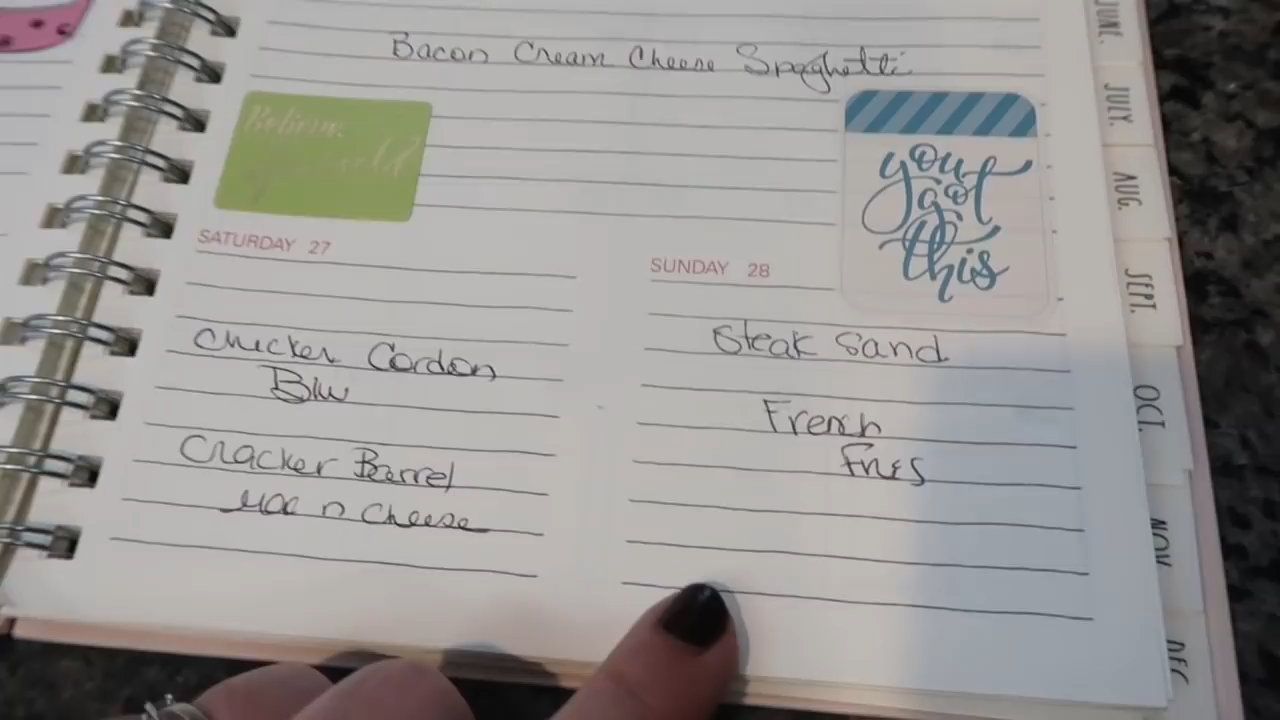 Bacon Cream Cheese Spaghetti
Believe
you
got
this
SATURDAY 27
SUNDAY 28
Chicken Cordon
Blu
Cracker Barrel
Mac n Cheese
Steak Sand
French
Fries
JUNE.
JULY.
AUG.
SEPT.
OCT.
NOV
DEC